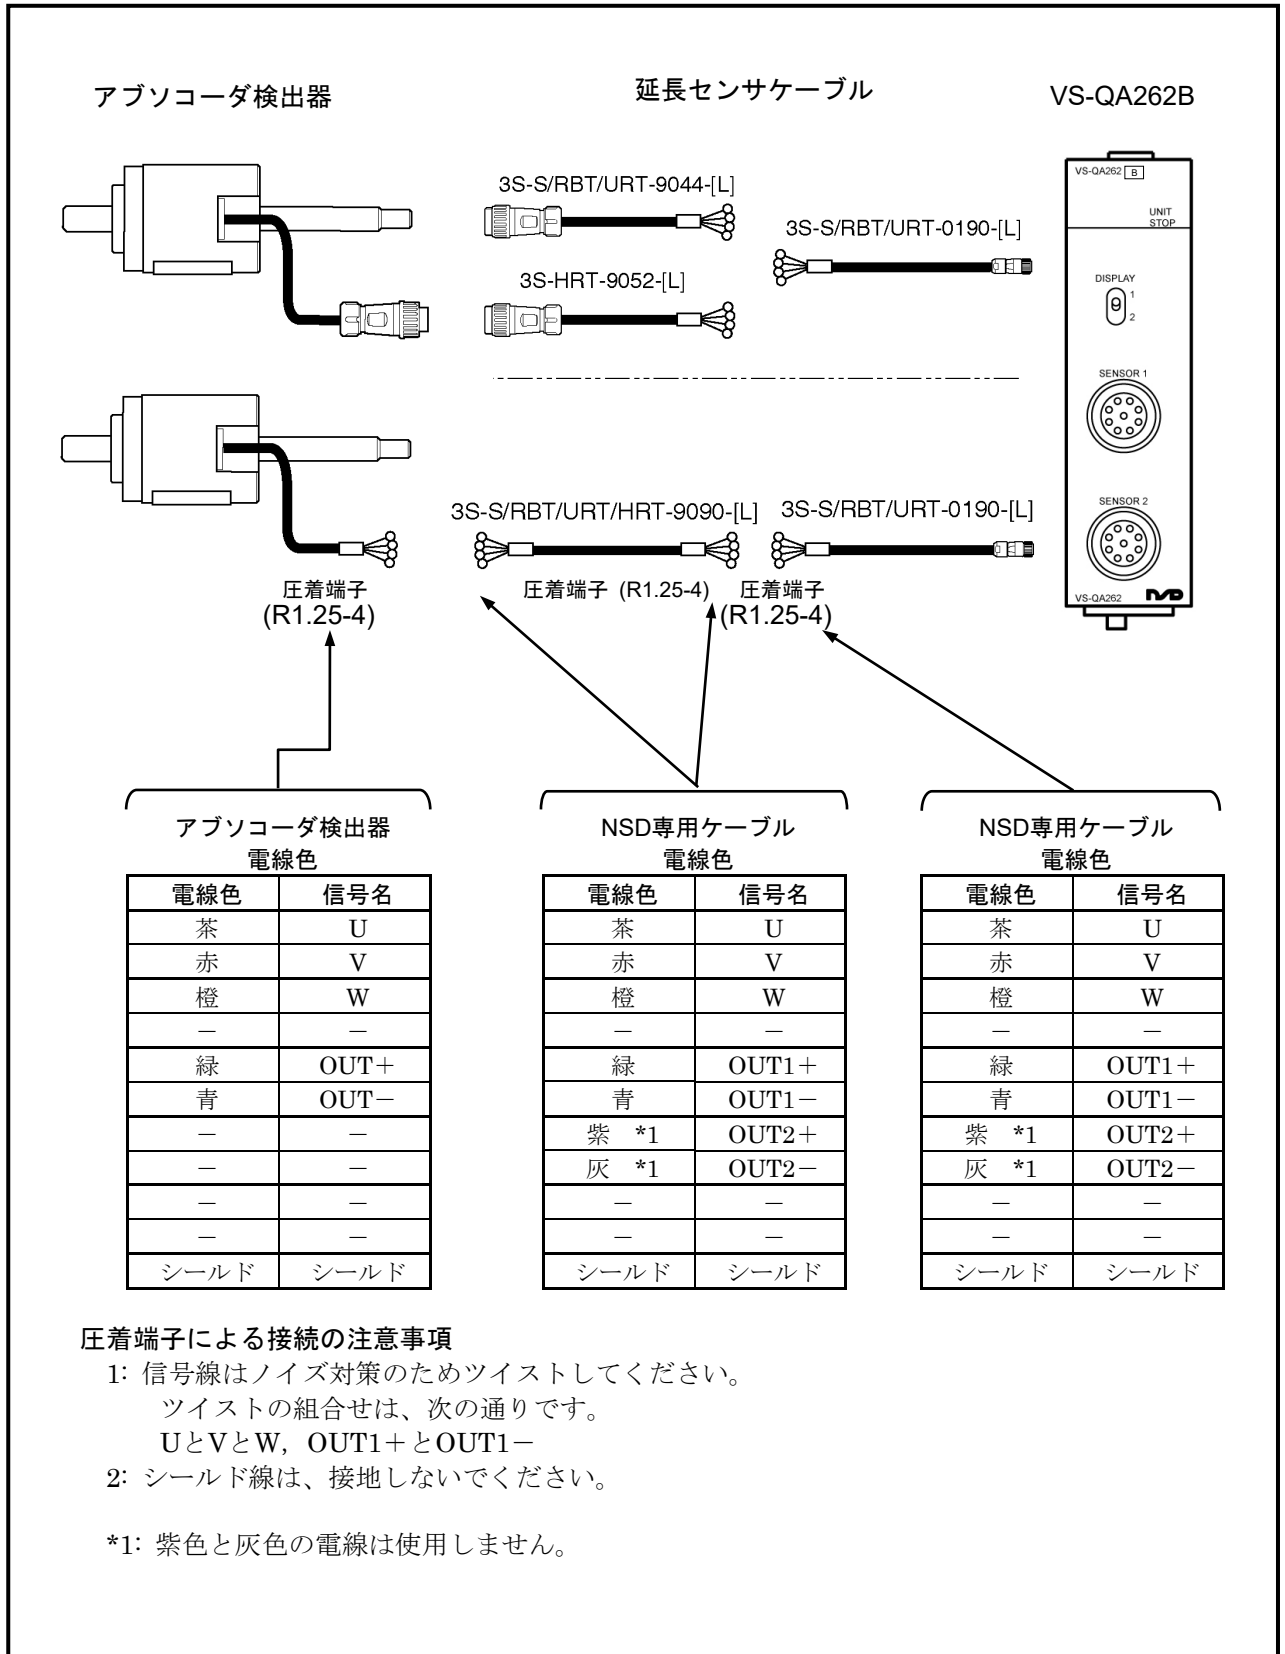 アブソコーダ検出器
延長センサケーブル
VS-QA262B
3S-S/RBT/URT-9044-[L]
3S-S/RBT/URT-0190-[L]
3S-HRT-9052-[L]
VS-QA262 B
UNIT
STOP
DISPLAY
1
2
SENSOR 1
SENSOR 2
VS-QA262 NSD
3S-S/RBT/URT/HRT-9090-[L]
3S-S/RBT/URT-0190-[L]
圧着端子
(R1.25-4)
圧着端子 (R1.25-4)
圧着端子
(R1.25-4)
アブソコーダ検出器
電線色
電線色 信号名
茶 U
赤 V
橙 W
− −
緑 OUT+
青 OUT−
− −
− −
− −
− −
シールド シールド
NSD専用ケーブル
電線色
電線色 信号名
茶 U
赤 V
橙 W
− −
緑 OUT1+
青 OUT1−
紫 *1 OUT2+
灰 *1 OUT2−
− −
− −
シールド シールド
NSD専用ケーブル
電線色
電線色 信号名
茶 U
赤 V
橙 W
− −
緑 OUT1+
青 OUT1−
紫 *1 OUT2+
灰 *1 OUT2−
− −
− −
シールド シールド
圧着端子による接続の注意事項
1: 信号線はノイズ対策のためツイストしてください。
ツイストの組合せは、次の通りです。
UとVとW, OUT1+とOUT1−
2: シールド線は、接地しないでください。
*1: 紫色と灰色の電線は使用しません。